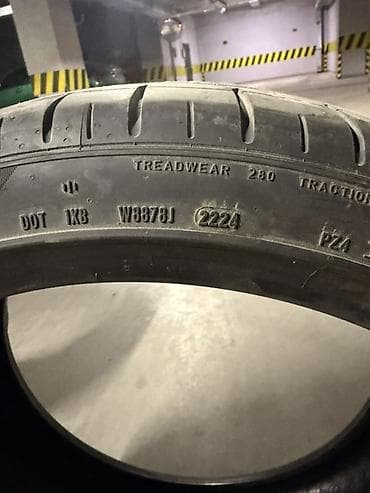 TREADWEAR 280 TRACTION
DOT 1K8 W8878J 2224 PZ4